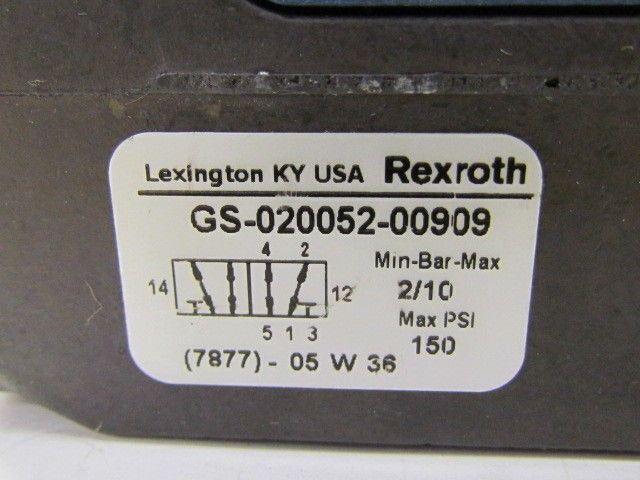 Lexington KY USA Rexroth
GS-020052-00909
4 2 Min-Bar-Max
14 12 2/10
5 1 3 Max PSI
150
(7877) - 05 W 36